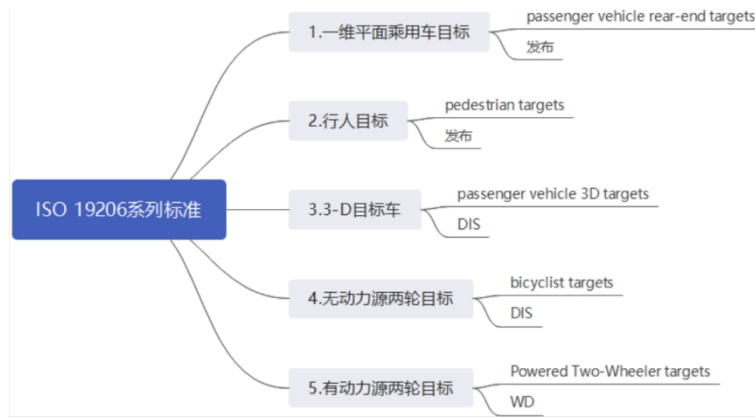 ISO 19206系列标准
1.一维平面乘用车目标
passenger vehicle rear-end targets
发布
2.行人目标
pedestrian targets
发布
3.3-D目标车
passenger vehicle 3D targets
DIS
4.无动力源两轮目标
bicyclist targets
DIS
5.有动力源两轮目标
Powered Two-Wheeler targets
WD